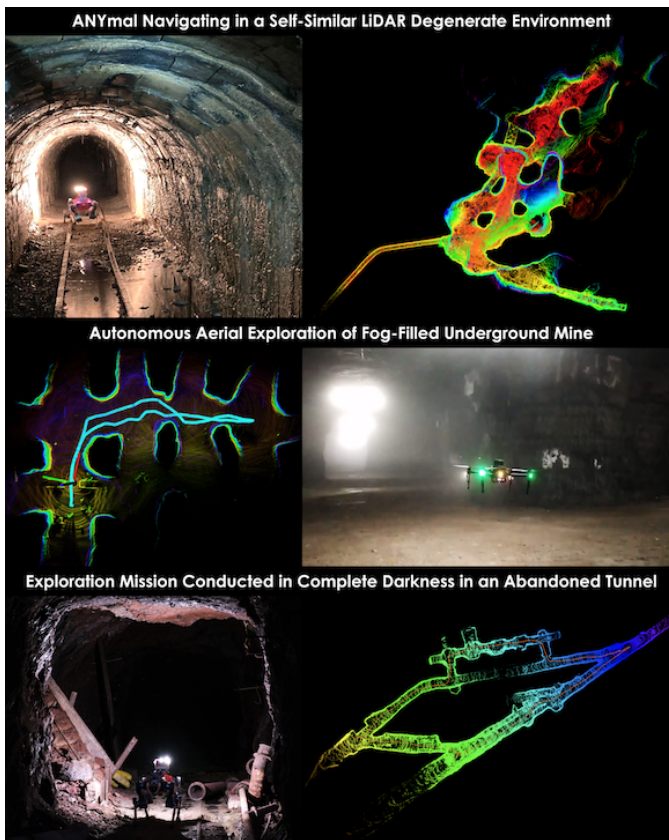 ANYmal Navigating in a Self-Similar LiDAR Degenerate Environment
Autonomous Aerial Exploration of Fog-Filled Underground Mine
Exploration Mission Conducted in Complete Darkness in an Abandoned Tunnel